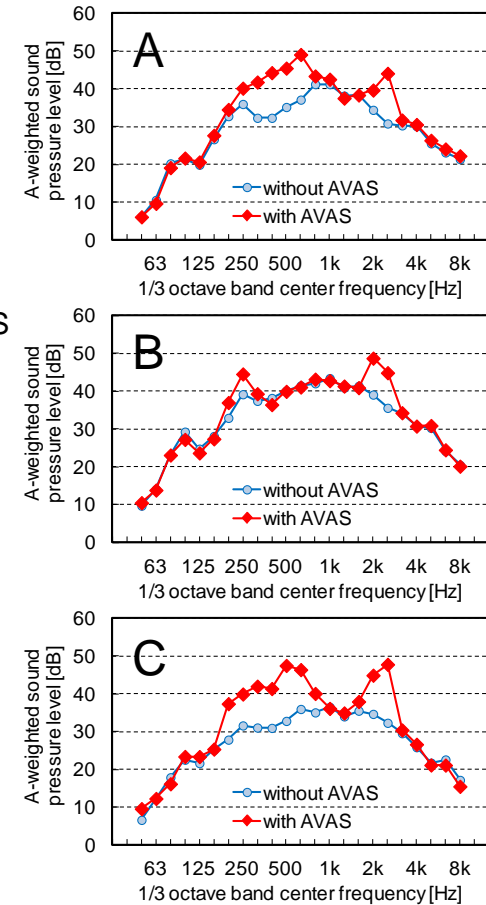 A-weighted sound
pressure level [dB]
60
50
40
30
20
10
0
A
without AVAS
with AVAS
63 125 250 500 1k 2k 4k 8k
1/3 octave band center frequency [Hz]
s
A-weighted sound
pressure level [dB]
60
50
40
30
20
10
0
B
without AVAS
with AVAS
63 125 250 500 1k 2k 4k 8k
1/3 octave band center frequency [Hz]
A-weighted sound
pressure level [dB]
60
50
40
30
20
10
0
C
without AVAS
with AVAS
63 125 250 500 1k 2k 4k 8k
1/3 octave band center frequency [Hz]